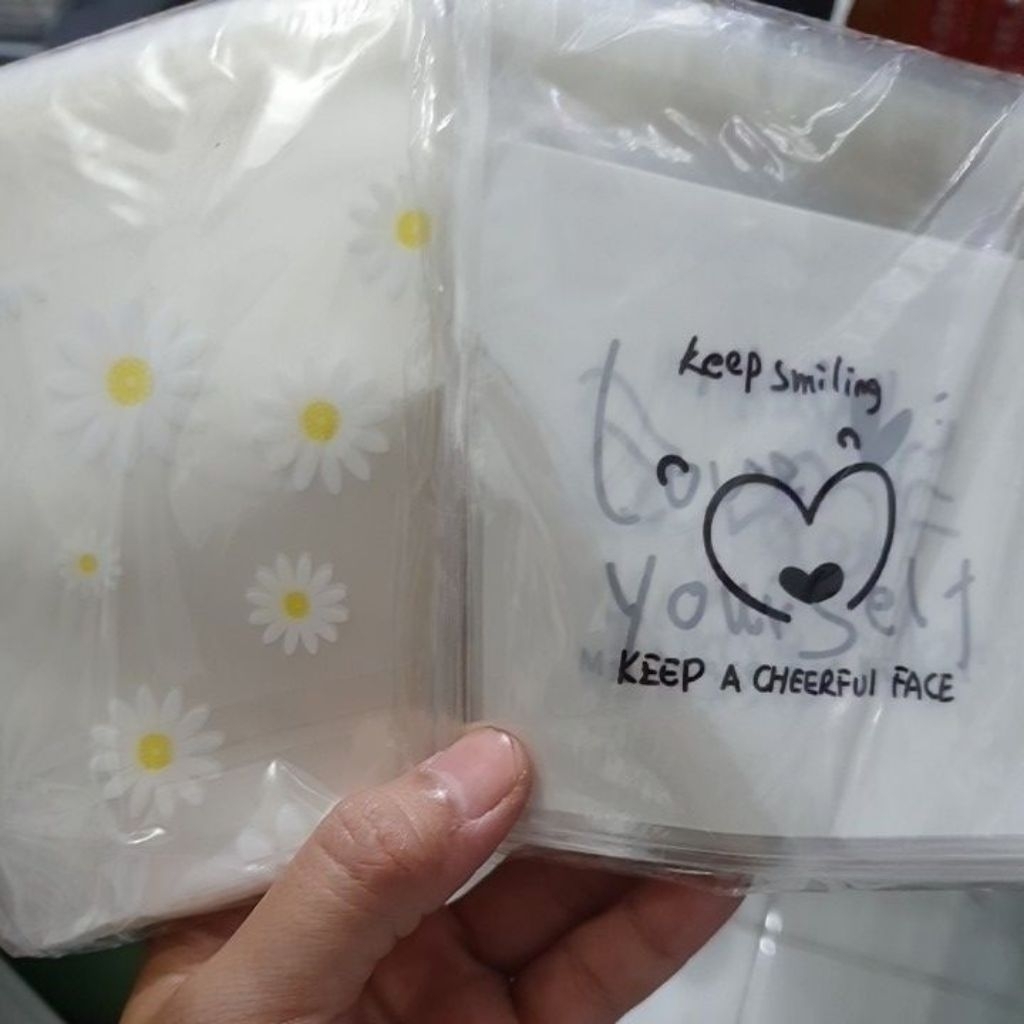 keep smiling
Love
yourself
KEEP A CHEERFUl FACE